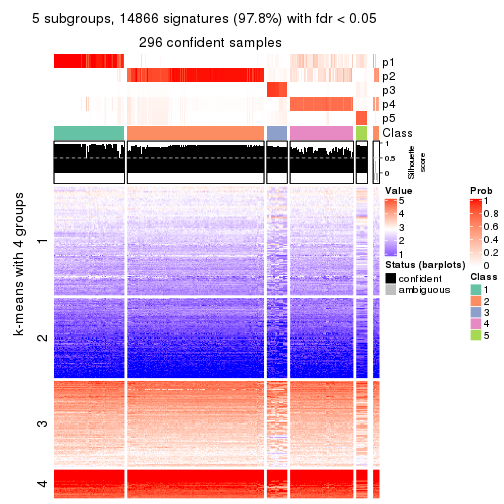 5 subgroups, 14866 signatures (97.8%) with fdr < 0.05
296 confident samples
p1
p2
p3
p4
p5
Class
1
0.5
0
Silhouette
score
k-means with 4 groups
1
2
3
4
Value
5
4
3
2
1
Status (barplots)
confident
ambiguous
Prob
1
0.8
0.6
0.4
0.2
0
Class
1
2
3
4
5